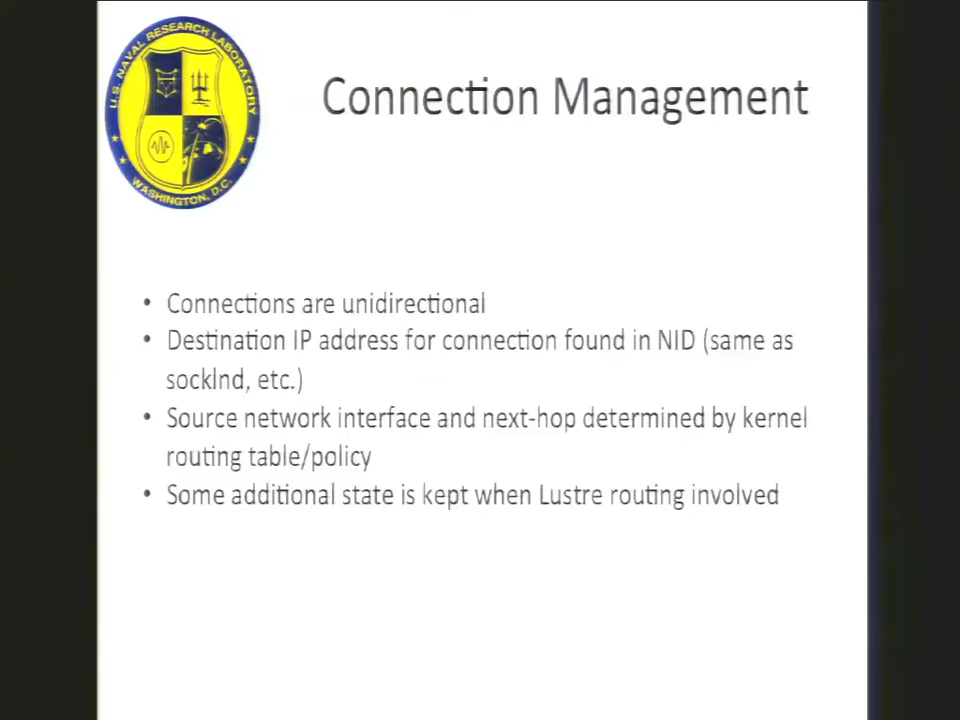 U.S. NAVAL RESEARCH LABORATORY
WASHINGTON, D.C.
Connection Management
• Connections are unidirectional
• Destination IP address for connection found in NID (same as
socklnd, etc.)
• Source network interface and next-hop determined by kernel
routing table/policy
• Some additional state is kept when Lustre routing involved